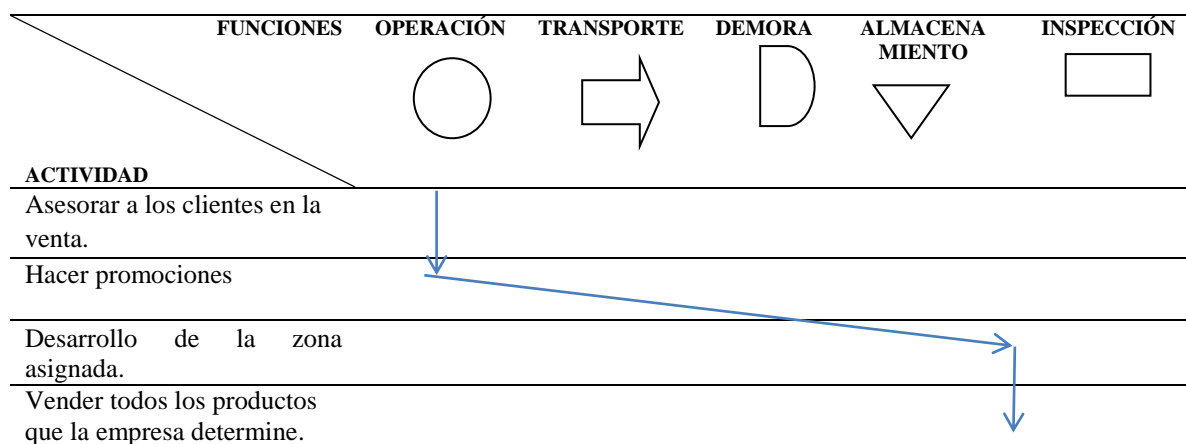 FUNCIONES OPERACIÓN TRANSPORTE DEMORA ALMACENA INSPECCIÓN
MIENTO
ACTIVIDAD
Asesorar a los clientes en la
venta.
Hacer promociones
Desarrollo de la zona
asignada.
Vender todos los productos
que la empresa determine.